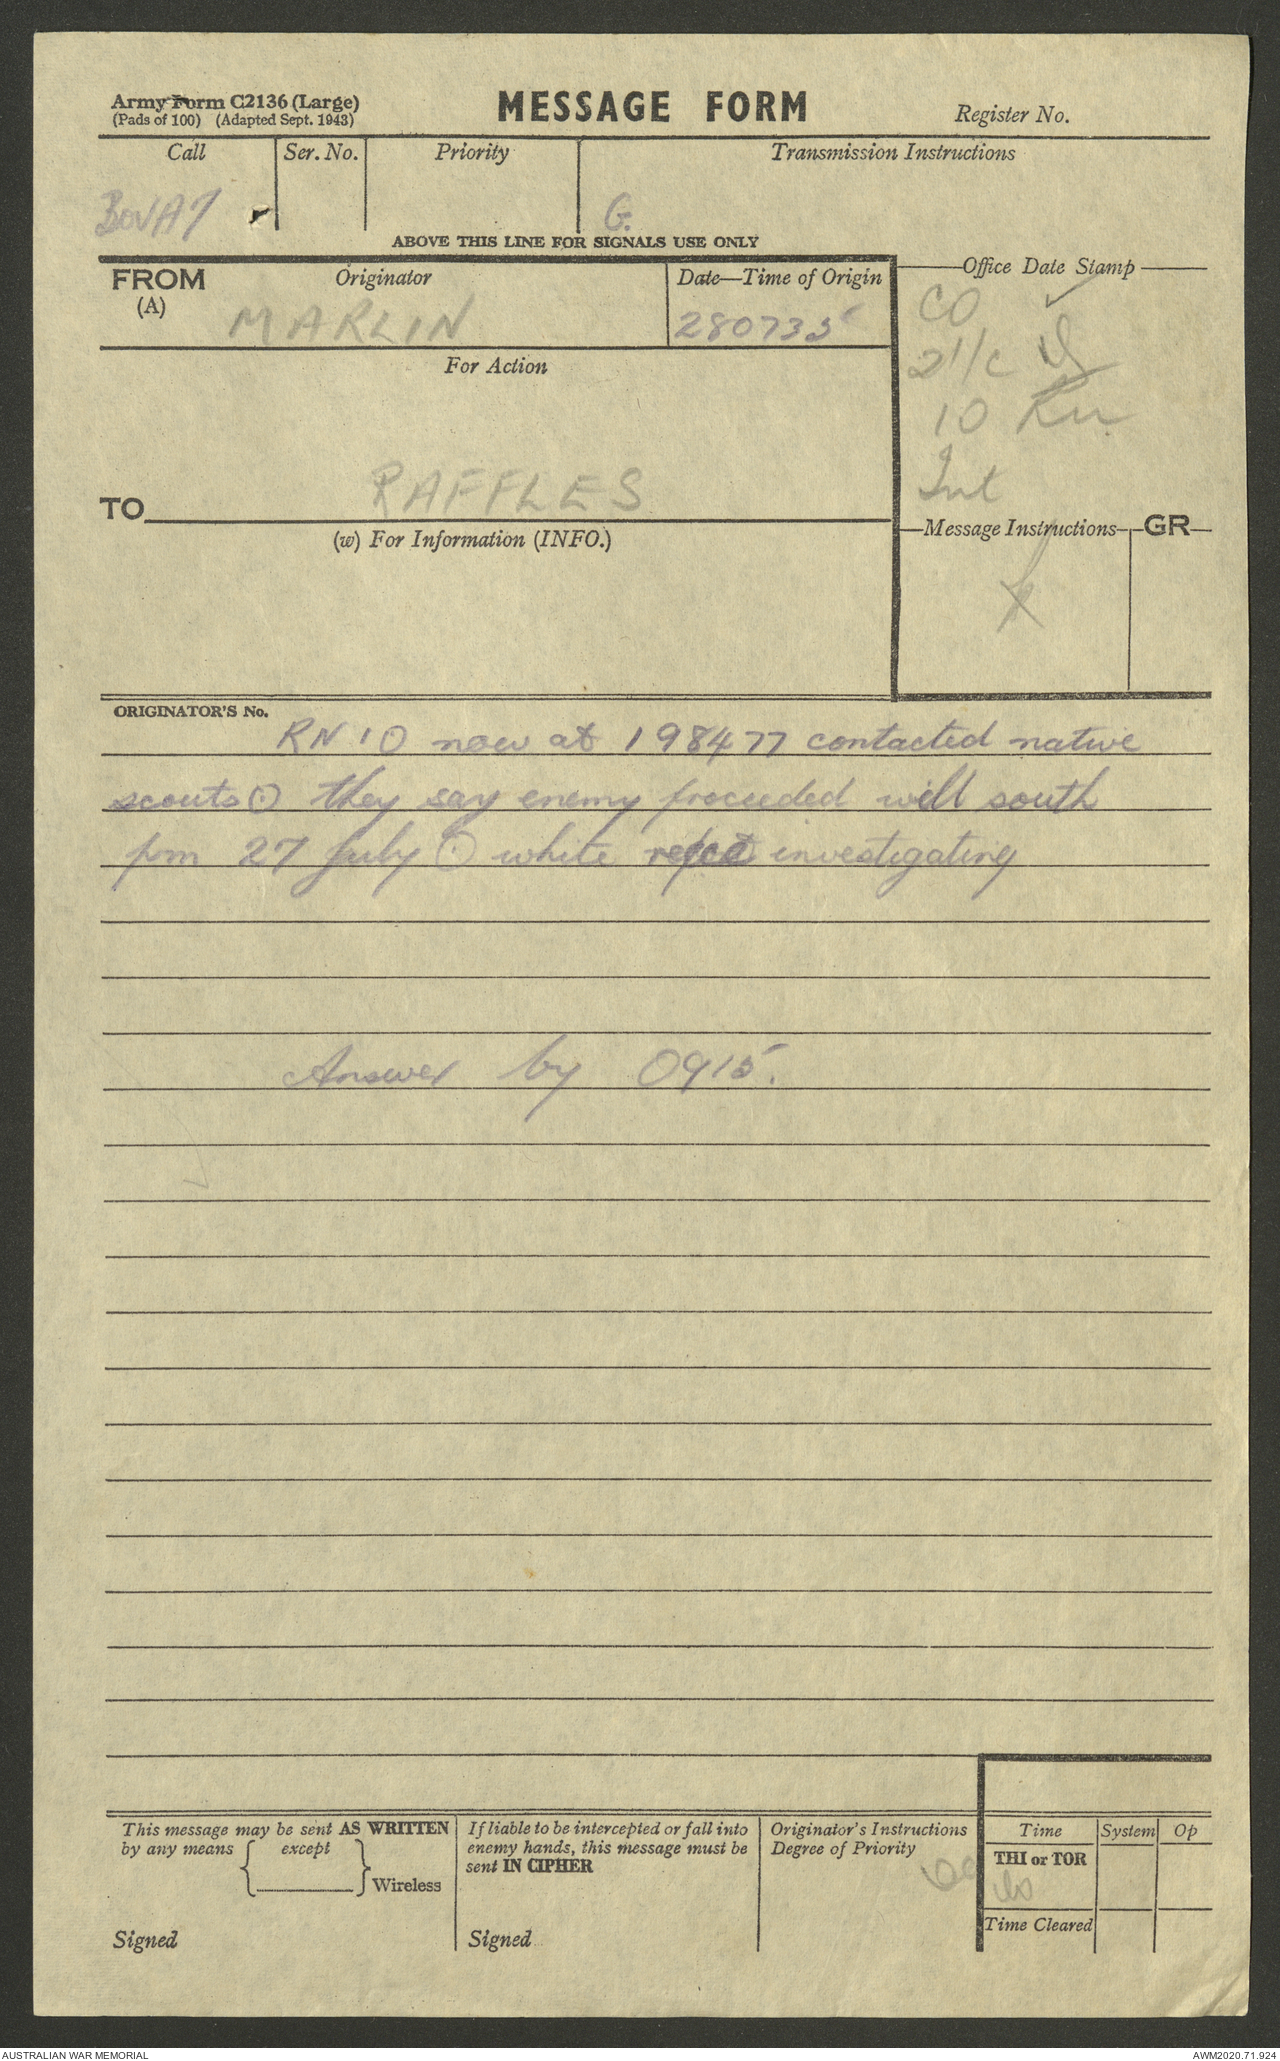 Army Form C2136 (Large)
(Pads of 100) (Adapted Sept. 1943)
MESSAGE FORM
Register No.
Call
Ser. No.
Priority
Transmission Instructions
G.
ABOVE THIS LINE FOR SIGNALS USE ONLY
FROM
(A)
Originator
MARLIN
Date—Time of Origin
280735
Office Date Stamp
CO
2 I/c
IO
Int
For Action
TO
RAFFLES
(w) For Information (INFO.)
Message Instructions
GR
ORIGINATOR'S No.
RN 10 now at 198477 contacted native
scouts ⊙ they say enemy proceeded well south
pm 27 July ⊙ white investigating
Answer by 0915.
This message may be sent AS WRITTEN
by any means except
Wireless
Signed
If liable to be intercepted or fall into
enemy hands, this message must be
sent IN CIPHER
Signed
Originator's Instructions
Degree of Priority
Time
System
Op
THI or TOR
Time Cleared
AUSTRALIAN WAR MEMORIAL
AWM2020.71.924